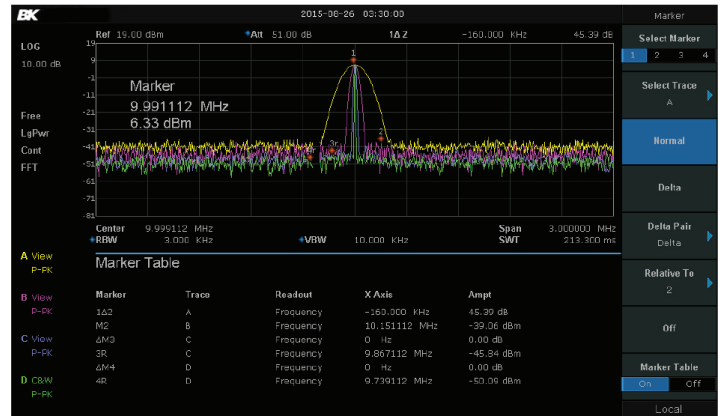 BK 2015-06-26 03:30:00 Marker
Ref 19.00 dBm *Att 51.00 dB 1Δ2 -160.000 KHz 45.39 dB
LOG
10.00 dB
Free
LgPwr
Cont
FFT
19
9
-1
-11
-21
-31
-41
-51
-61
-71
-81
1
2
3r
Marker
9.991112 MHz
6.33 dBm
Center 9.999112 MHz Span 3.000000 MHz
*RBW 3.000 KHz *VBW 10.000 KHz SWT 213.300 ms
A View
P-PK
B View
P-PK
C View
P-PK
D C&W
P-PK
Marker Table
Marker Trace Readout X Axis Ampt
1Δ2 A Frequency -160.000 KHz 45.39 dB
M2 B Frequency 10.151112 MHz -39.06 dBm
ΔM3 C Frequency 0 Hz 0.00 dB
3R C Frequency 9.867112 MHz -45.84 dBm
ΔM4 D Frequency 0 Hz 0.00 dB
4R D Frequency 9.739112 MHz -50.09 dBm
Select Marker
1 2 3 4
Select Trace
A
Normal
Delta
Delta Pair
Delta
Relative To
2
Off
Marker Table
On Off
Local